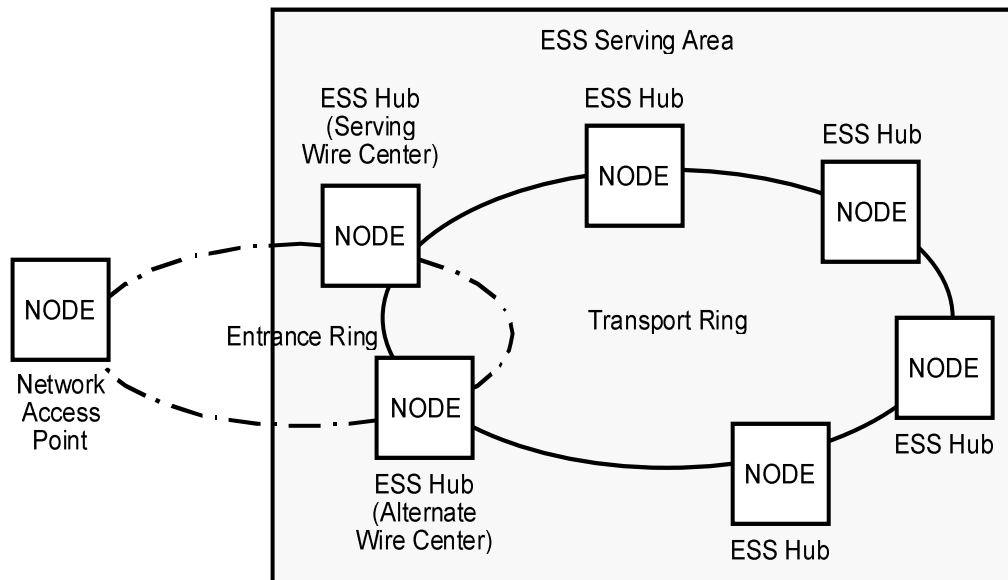 ESS Serving Area
ESS Hub
(Serving
Wire Center)
NODE
ESS Hub
NODE
ESS Hub
NODE
NODE
Network
Access
Point
Entrance Ring
Transport Ring
NODE
ESS Hub
NODE
ESS Hub
(Alternate
Wire Center)
NODE
ESS Hub